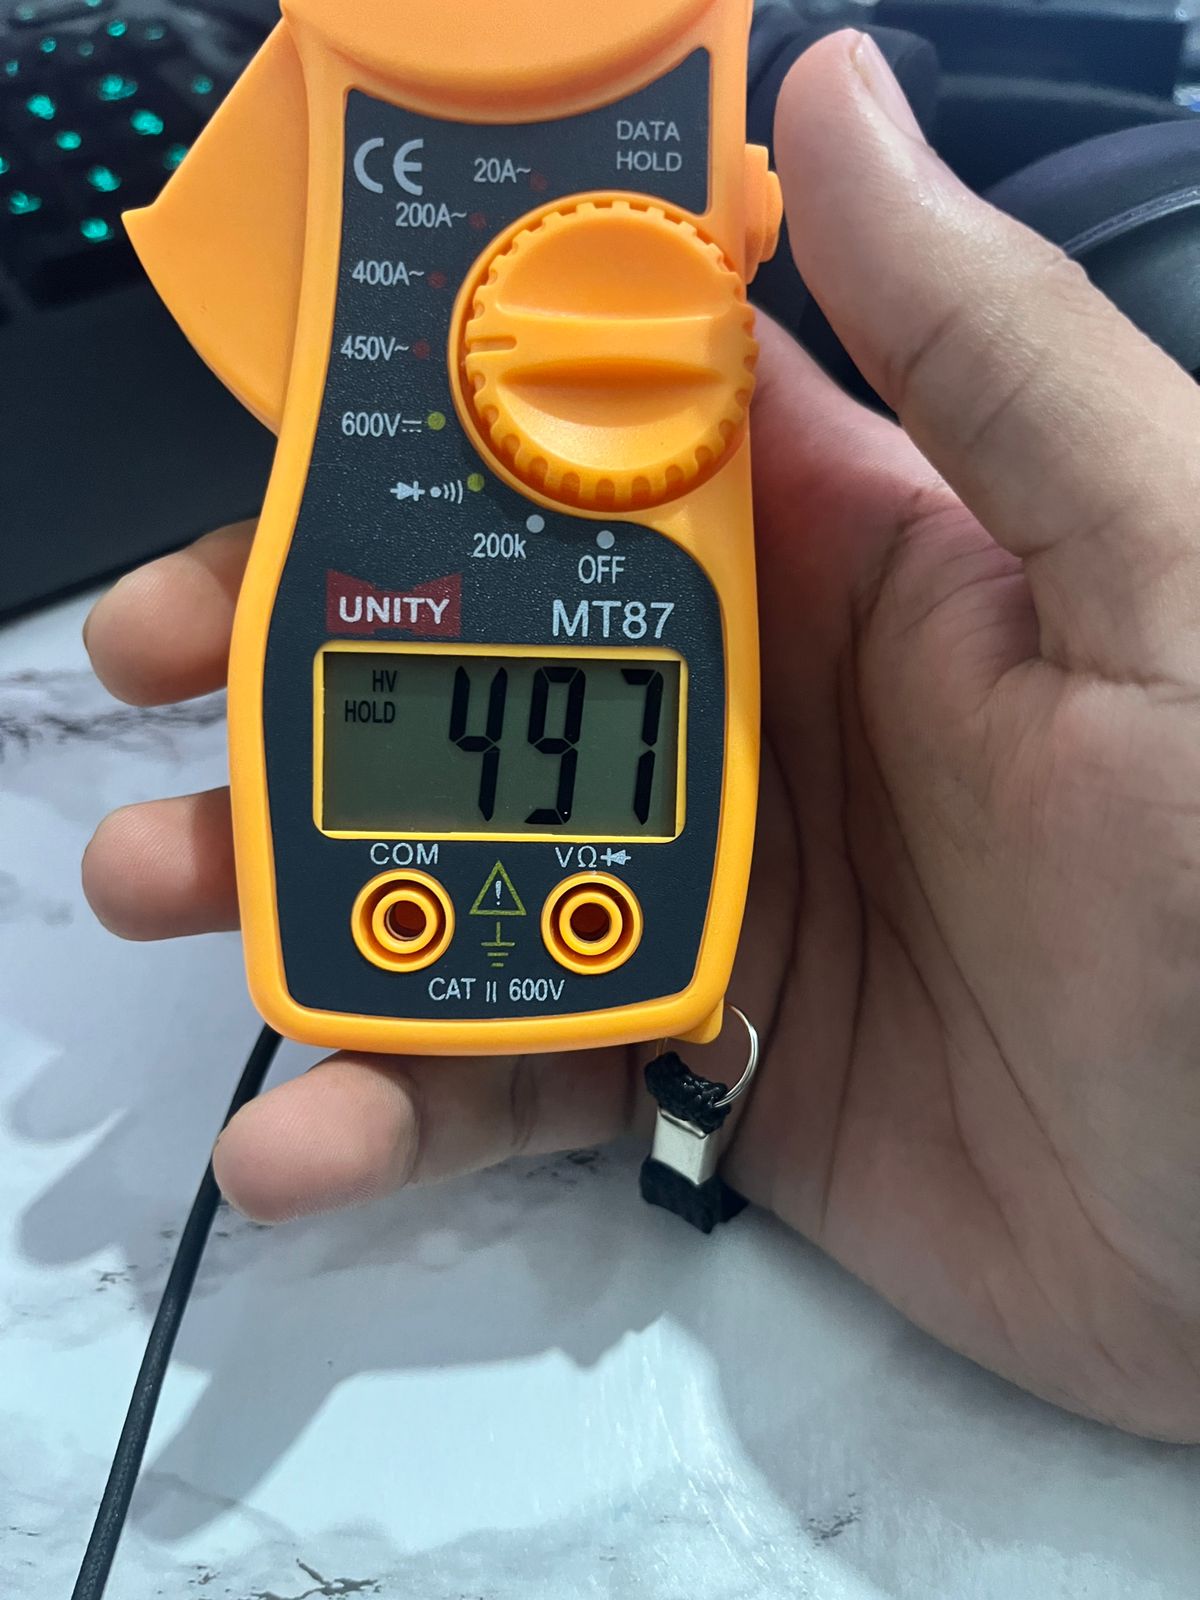 CE
DATA
HOLD
20A~
200A~
400A~
450V~
600V⎓
200k
OFF
UNITY
MT87
HV
HOLD
497
COM
VΩ
!
CAT II 600V